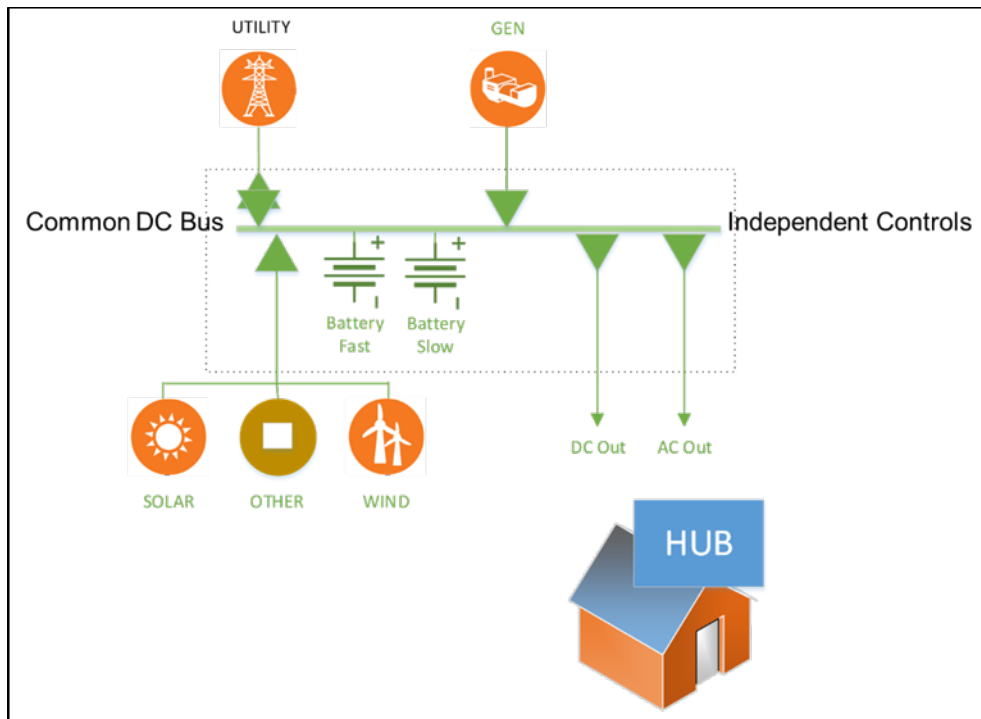 UTILITY
GEN
Common DC Bus
Independent Controls
+
+
Battery
Fast
Battery
Slow
DC Out
AC Out
SOLAR
OTHER
WIND
HUB